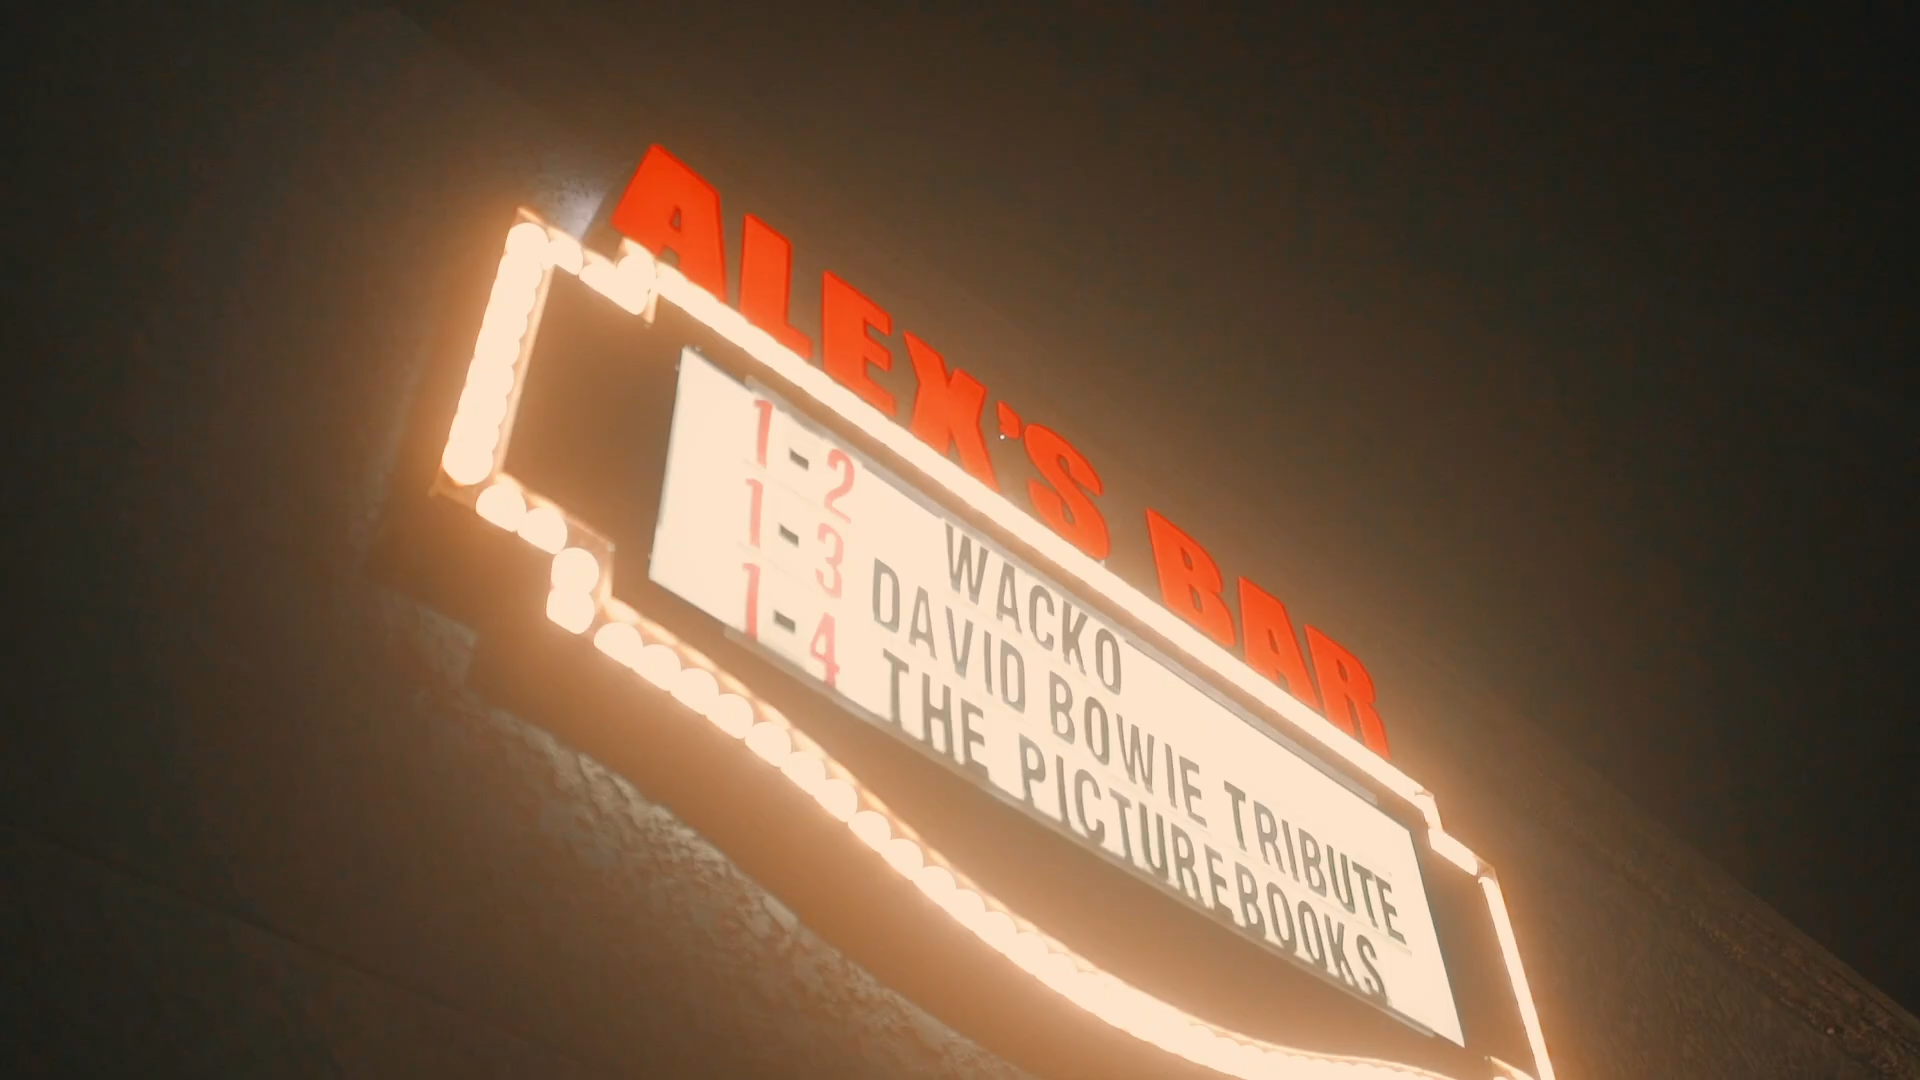 ALEX'S BAR
1-2 WACKO
1-3 DAVID BOWIE TRIBUTE
1-4 THE PICTUREBOOKS